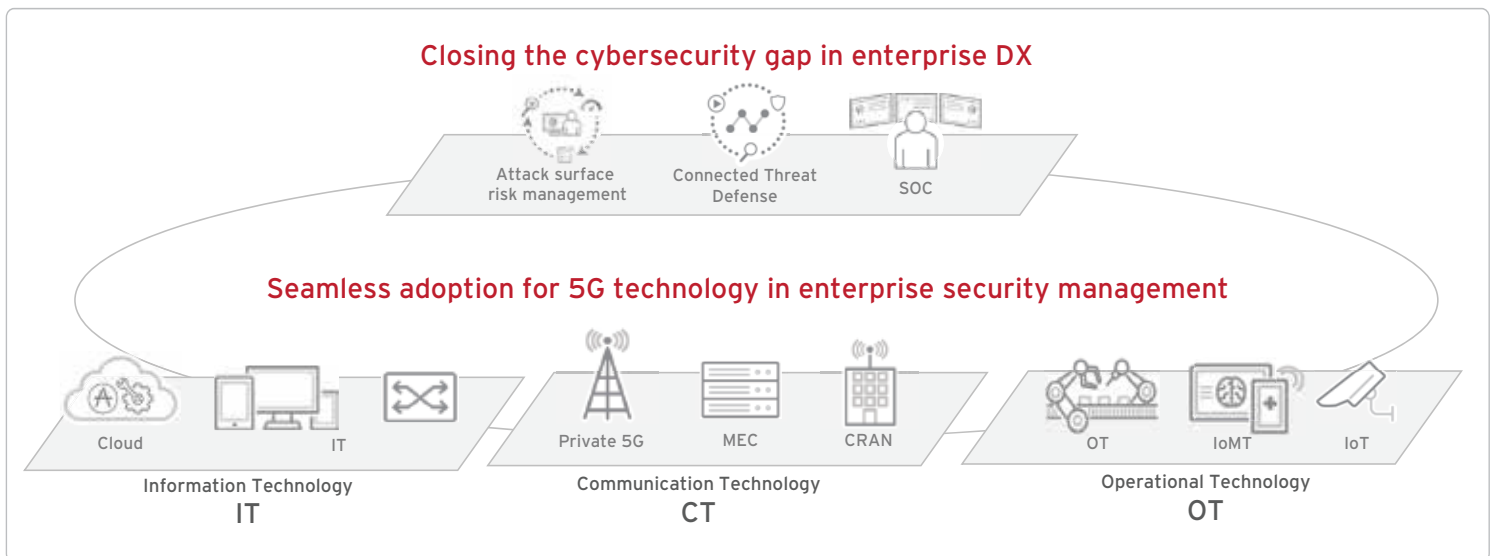 Closing the cybersecurity gap in enterprise DX
Attack surface
risk management
Connected Threat
Defense
SOC
Seamless adoption for 5G technology in enterprise security management
Cloud
IT
Private 5G
MEC
CRAN
OT
IoMT
IoT
Information Technology
IT
Communication Technology
CT
Operational Technology
OT